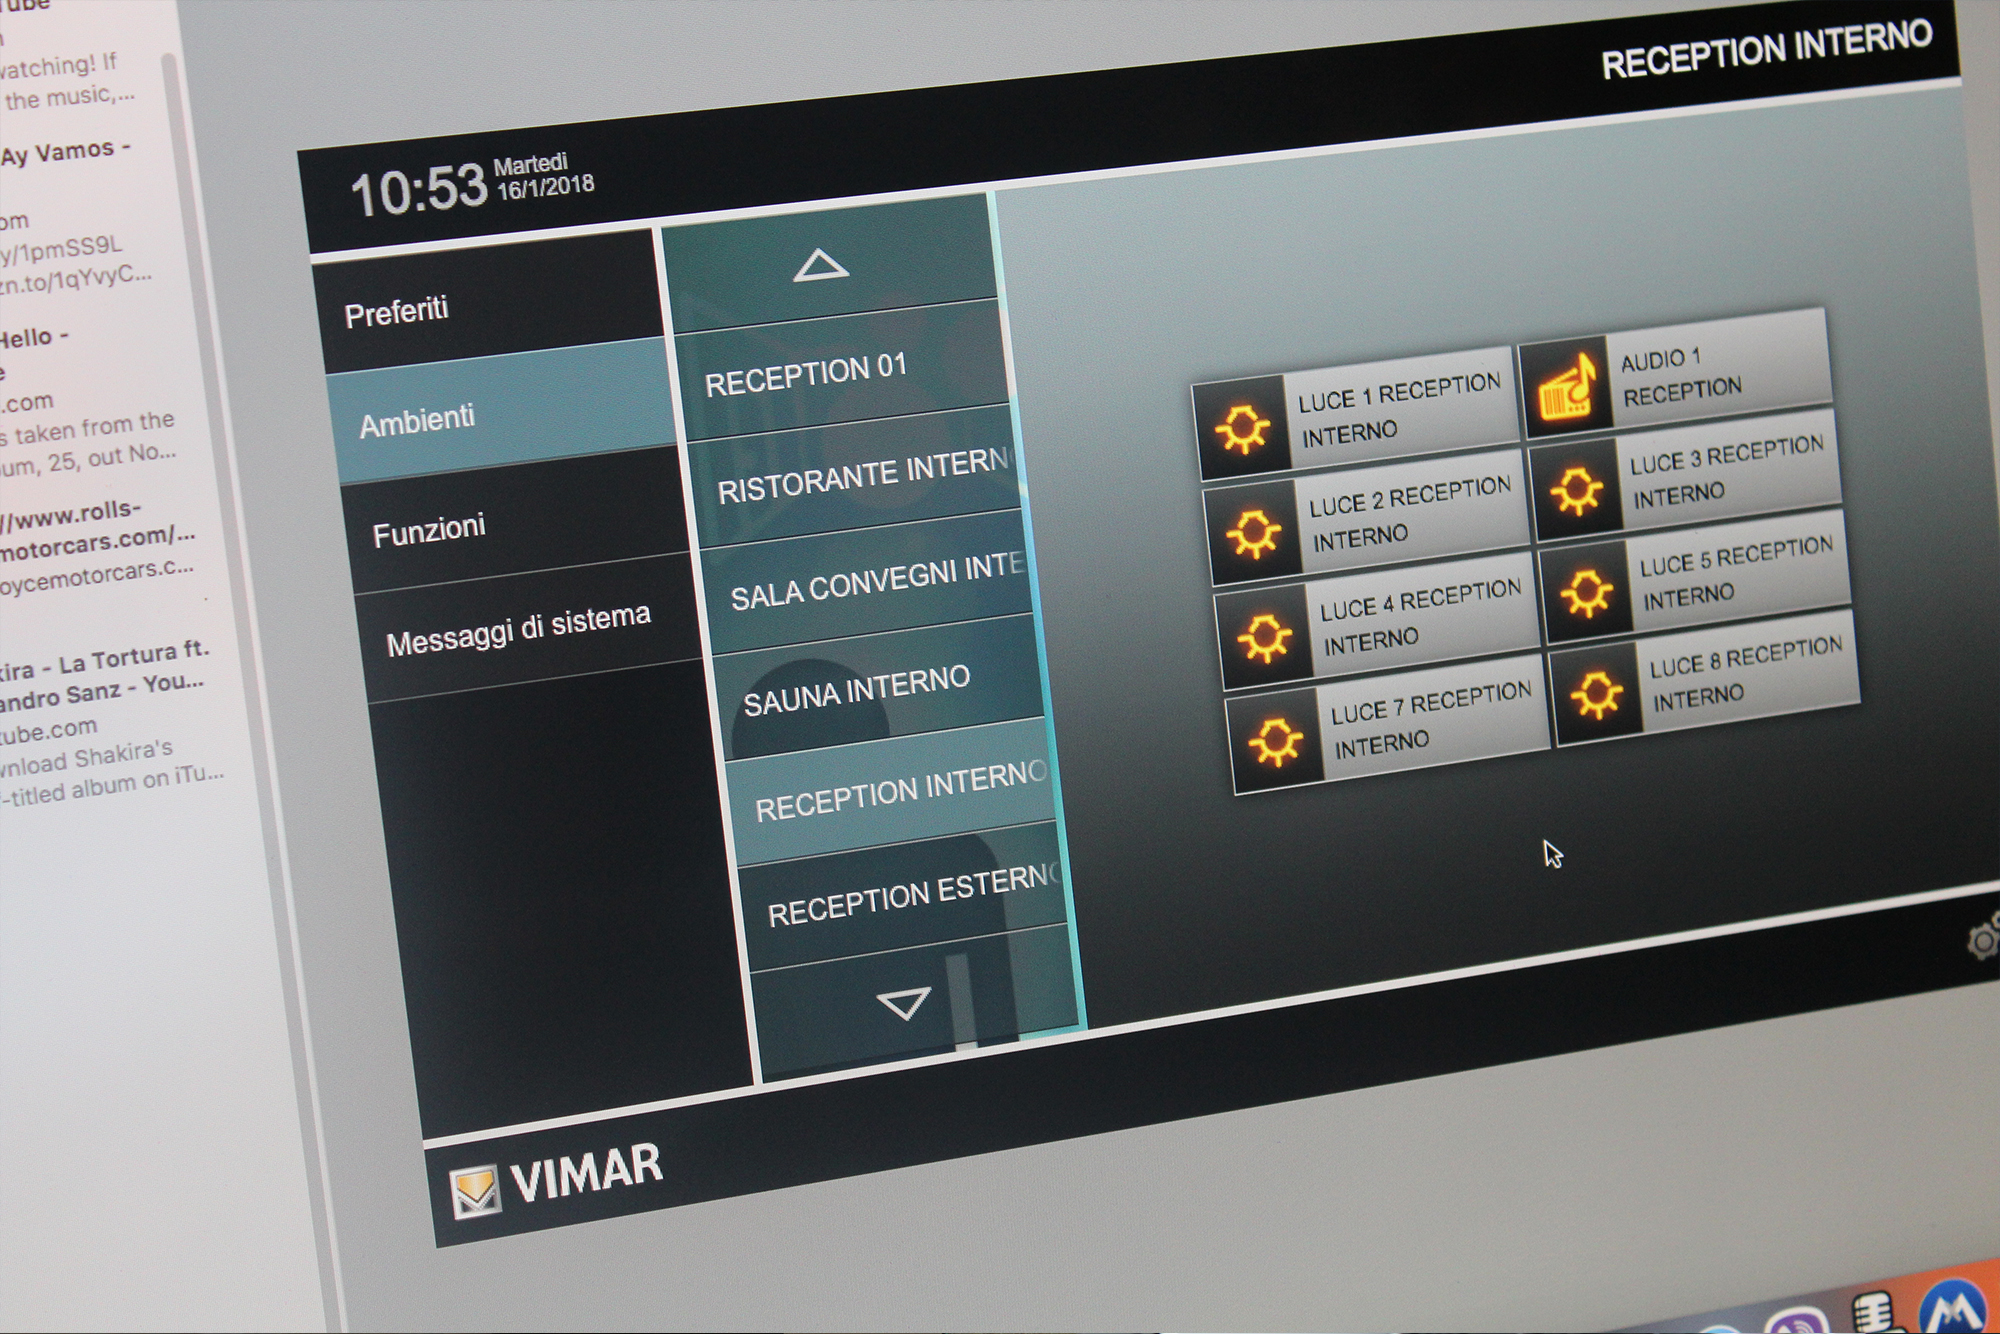 watching! If
the music,...
Ay Vamos -
om
y/1pmSS9L
zn.to/1qYvyC...
Hello -
e
.com
s taken from the
um, 25, out No...
//www.rolls-
motorcars.com/...
oycemotorcars.c...
kira - La Tortura ft.
andro Sanz - You...
tube.com
wnload Shakira's
-titled album on iTu...
RECEPTION INTERNO
10:53
Martedi
16/1/2018
Preferiti
Ambienti
Funzioni
Messaggi di sistema
RECEPTION 01
RISTORANTE INTERNO
SALA CONVEGNI INTE
SAUNA INTERNO
RECEPTION INTERNO
RECEPTION ESTERNO
LUCE 1 RECEPTION
INTERNO
AUDIO 1
RECEPTION
LUCE 2 RECEPTION
INTERNO
LUCE 3 RECEPTION
INTERNO
LUCE 4 RECEPTION
INTERNO
LUCE 5 RECEPTION
INTERNO
LUCE 7 RECEPTION
INTERNO
LUCE 8 RECEPTION
INTERNO
VIMAR